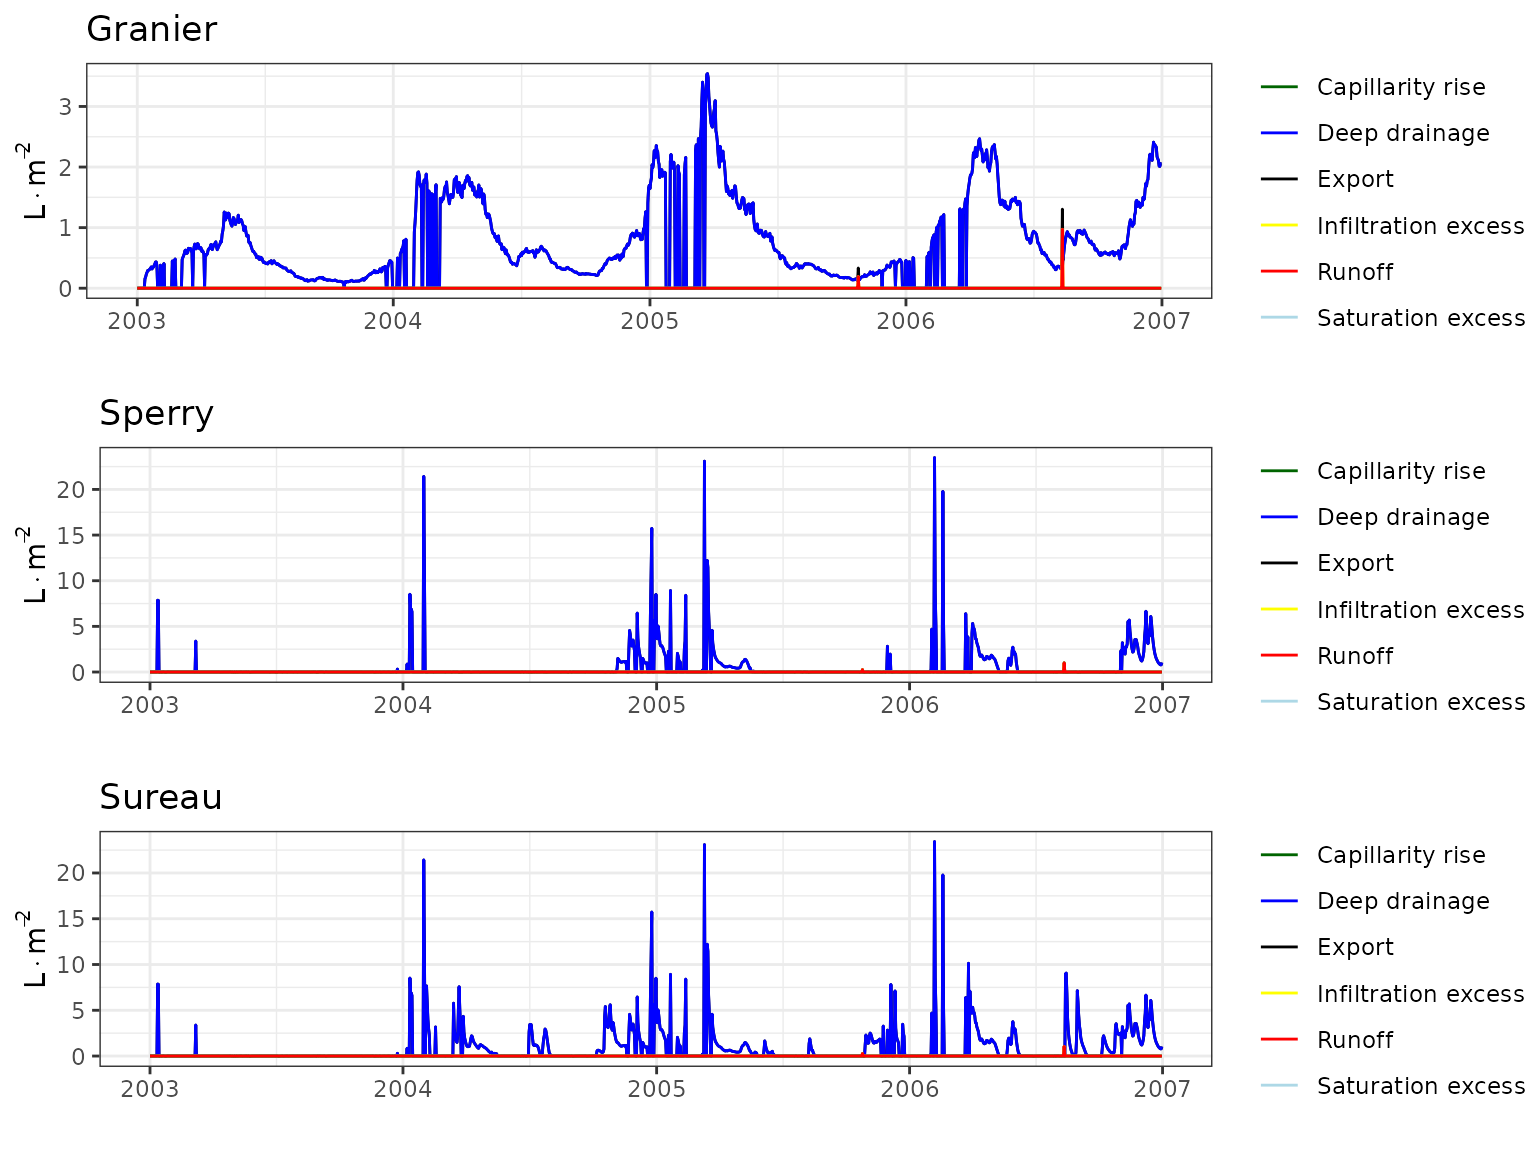 Granier
L·m⁻²
3
2
1
0
2003 2004 2005 2006 2007
Capillarity rise
Deep drainage
Export
Infiltration excess
Runoff
Saturation excess
Sperry
L·m⁻²
20
15
10
5
0
2003 2004 2005 2006 2007
Capillarity rise
Deep drainage
Export
Infiltration excess
Runoff
Saturation excess
Sureau
L·m⁻²
20
15
10
5
0
2003 2004 2005 2006 2007
Capillarity rise
Deep drainage
Export
Infiltration excess
Runoff
Saturation excess